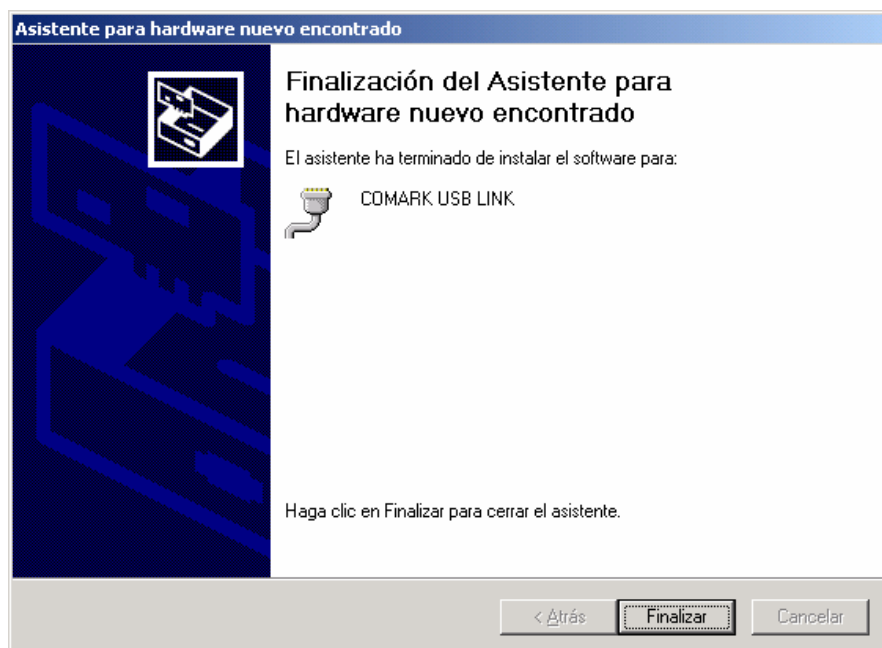 Asistente para hardware nuevo encontrado
Finalización del Asistente para
hardware nuevo encontrado
El asistente ha terminado de instalar el software para:
COMARK USB LINK
Haga clic en Finalizar para cerrar el asistente.
< Atrás
Finalizar
Cancelar